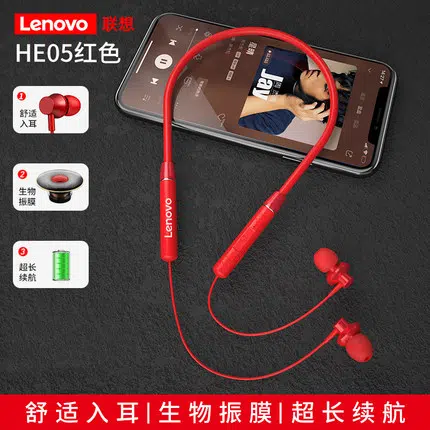 Lenovo 联想
HE05红色
1
舒适
入耳
2
生物
振膜
3
超长
续航
Jay
Lenovo
舒适入耳|生物振膜|超长续航